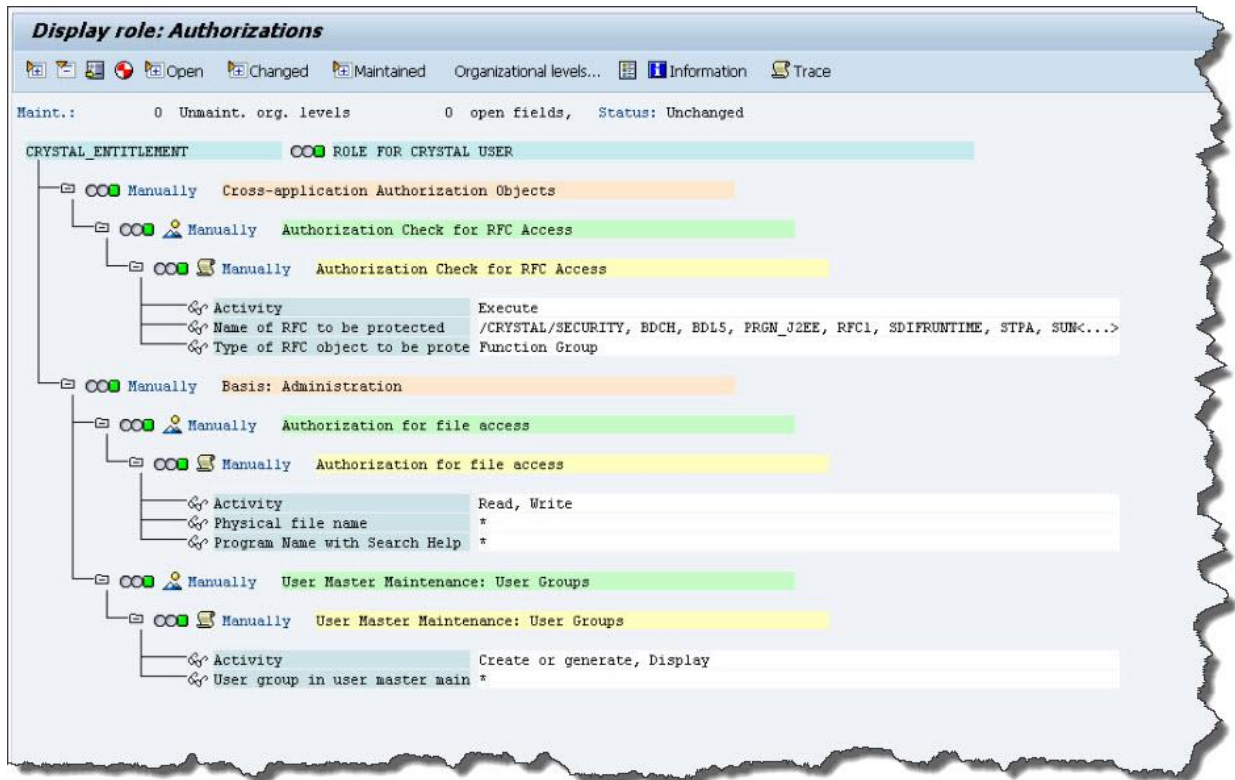 Display role: Authorizations
Open Changed Maintained Organizational levels... Information Trace
Maint.: 0 Unmaint. org. levels 0 open fields, Status: Unchanged
CRYSTAL_ENTITLEMENT ROLE FOR CRYSTAL USER
Manually Cross-application Authorization Objects
Manually Authorization Check for RFC Access
Manually Authorization Check for RFC Access
Activity Execute
Name of RFC to be protected /CRYSTAL/SECURITY, BDCH, BDL5, PRGN_J2EE, RFC1, SDIFRUNTIME, STPA, SUN<...>
Type of RFC object to be prote Function Group
Manually Basis: Administration
Manually Authorization for file access
Manually Authorization for file access
Activity Read, Write
Physical file name *
Program Name with Search Help *
Manually User Master Maintenance: User Groups
Manually User Master Maintenance: User Groups
Activity Create or generate, Display
User group in user master main *